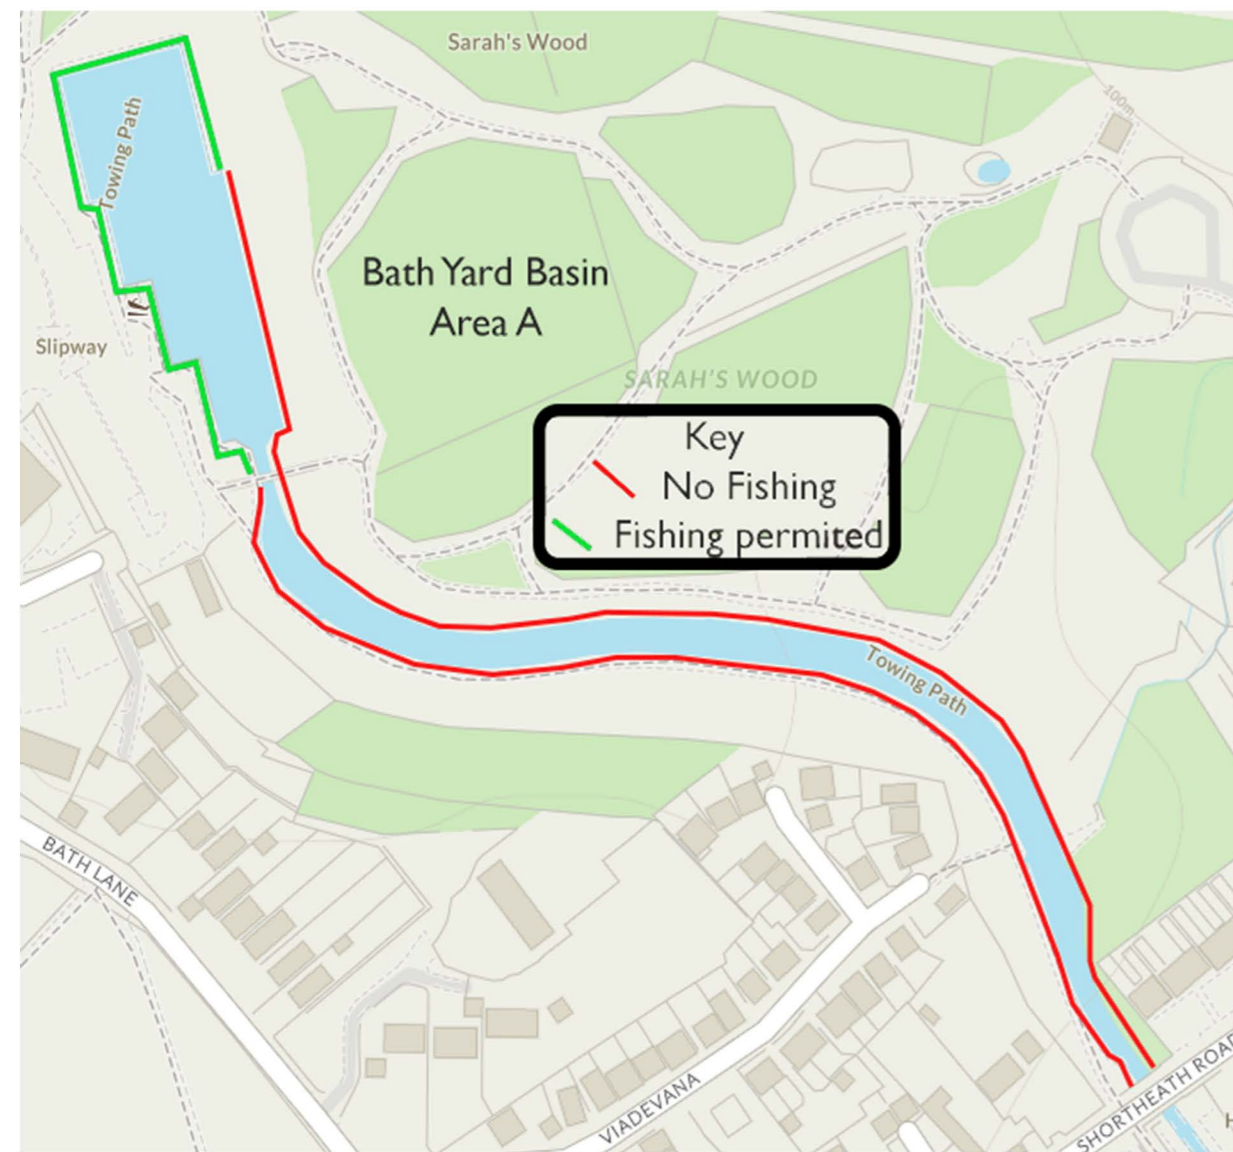 Sarah's Wood
100m
Towing Path
Bath Yard Basin
Area A
Slipway
SARAH'S WOOD
Key
No Fishing
Fishing permited
Towing Path
BATH LANE
VIADEVANA
SHORTHEATH ROAD
H